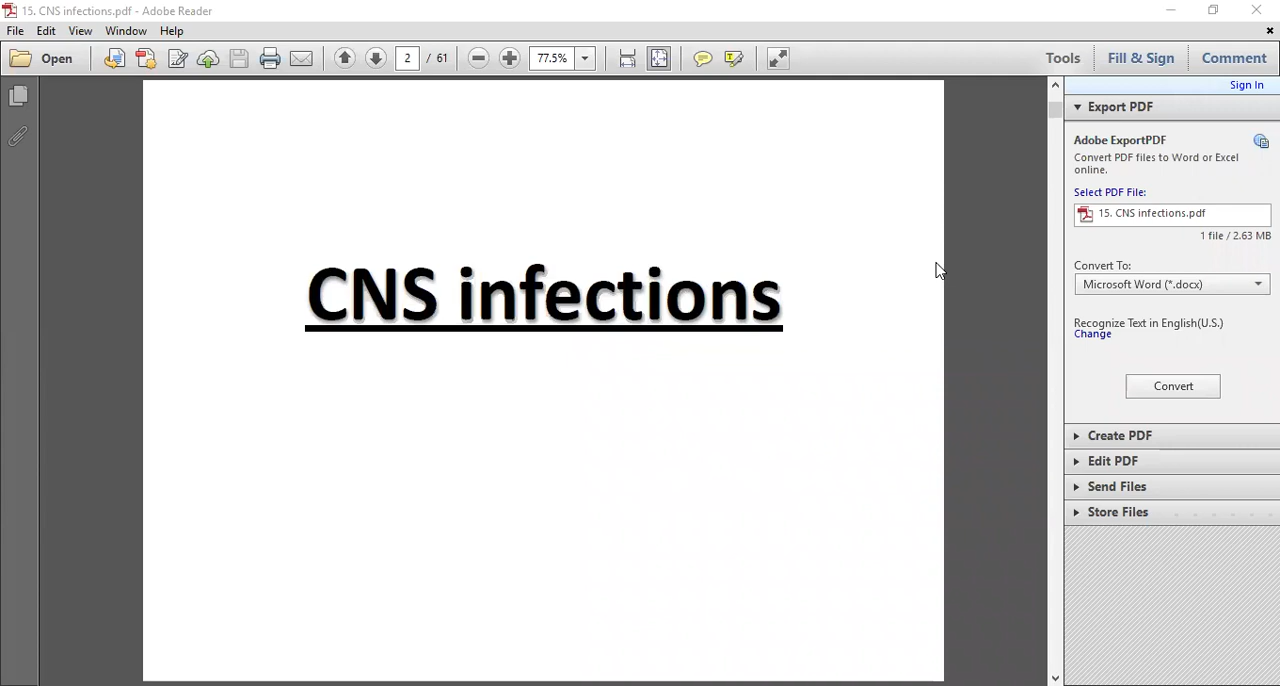 15. CNS infections.pdf - Adobe Reader
File Edit View Window Help
Open 2 / 61 77.5% Tools Fill & Sign Comment
Sign In
Export PDF
Adobe ExportPDF
Convert PDF files to Word or Excel
online.
Select PDF File:
15. CNS infections.pdf
1 file / 2.63 MB
Convert To:
Microsoft Word (*.docx)
Recognize Text in English(U.S.)
Change
Convert
Create PDF
Edit PDF
Send Files
Store Files
CNS infections